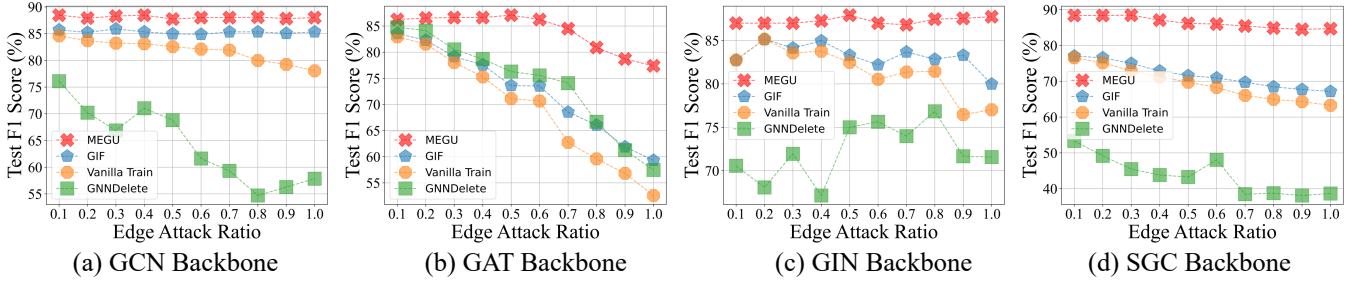 Test F1 Score (%)
90
85
80
75
70
65
60
55
MEGU
GIF
Vanilla Train
GNNDelete
0.1 0.2 0.3 0.4 0.5 0.6 0.7 0.8 0.9 1.0
Edge Attack Ratio
(a) GCN Backbone
Test F1 Score (%)
85
80
75
70
65
60
55
MEGU
GIF
Vanilla Train
GNNDelete
0.1 0.2 0.3 0.4 0.5 0.6 0.7 0.8 0.9 1.0
Edge Attack Ratio
(b) GAT Backbone
Test F1 Score (%)
85
80
75
70
MEGU
GIF
Vanilla Train
GNNDelete
0.1 0.2 0.3 0.4 0.5 0.6 0.7 0.8 0.9 1.0
Edge Attack Ratio
(c) GIN Backbone
Test F1 Score (%)
90
80
70
60
50
40
MEGU
GIF
Vanilla Train
GNNDelete
0.1 0.2 0.3 0.4 0.5 0.6 0.7 0.8 0.9 1.0
Edge Attack Ratio
(d) SGC Backbone